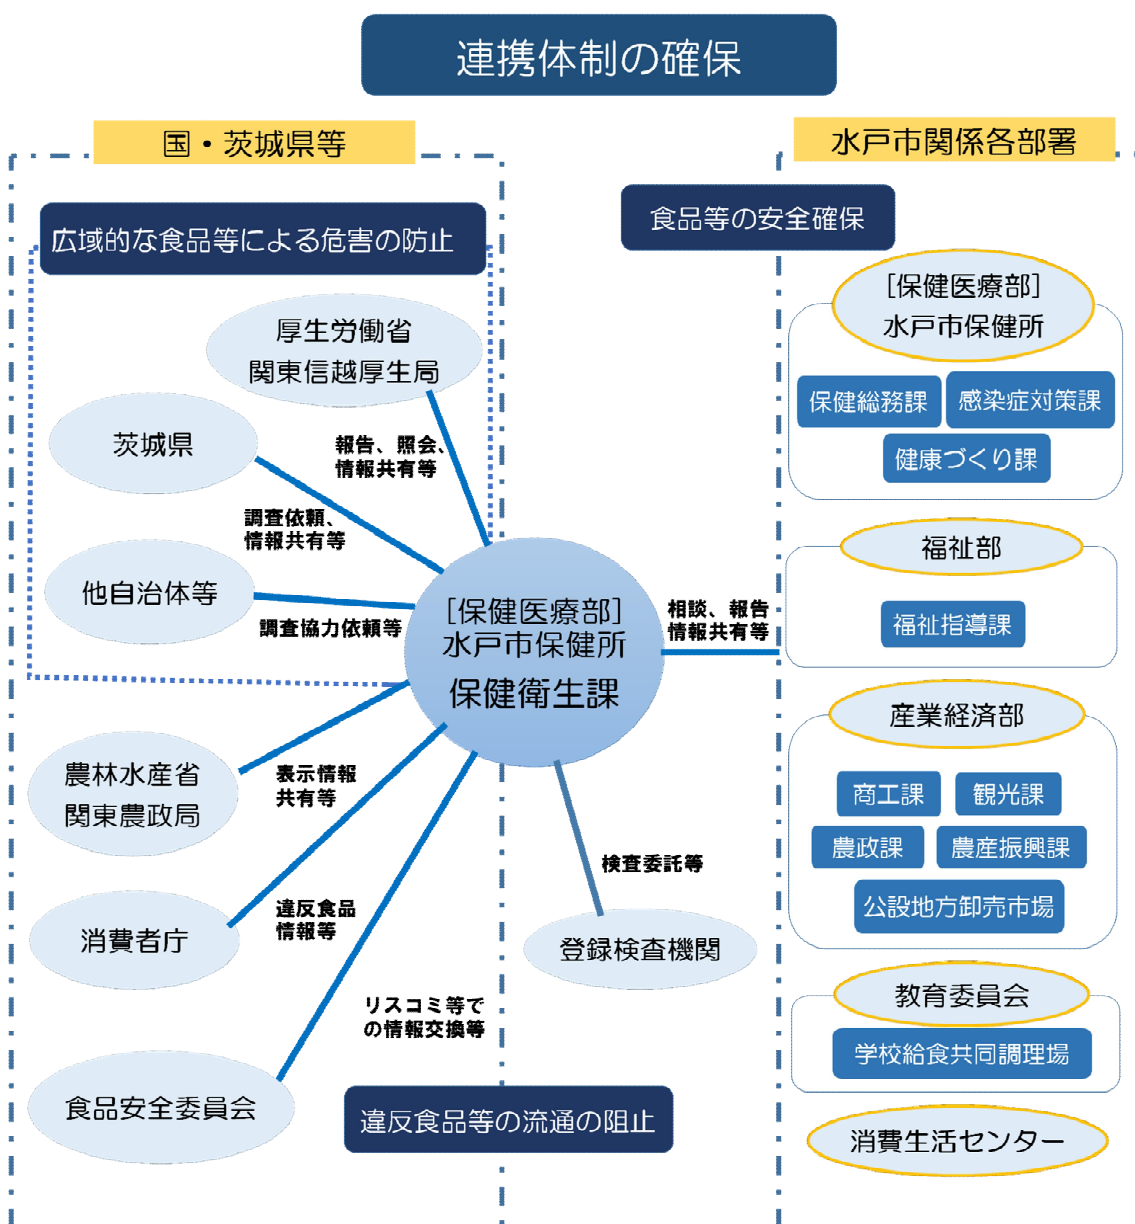 連携体制の確保
国・茨城県等
広域的な食品等による危害の防止
厚生労働省
関東信越厚生局
報告、照会、
情報共有等
茨城県
調査依頼、
情報共有等
他自治体等
調査協力依頼等
[保健医療部]
水戸市保健所
保健衛生課
農林水産省
関東農政局
表示情報
共有等
消費者庁
違反食品
情報等
食品安全委員会
リスコミ等で
の情報交換等
違反食品等の流通の阻止
検査委託等
登録検査機関
食品等の安全確保
相談、報告
情報共有等
水戸市関係各部署
[保健医療部]
水戸市保健所
保健総務課
感染症対策課
健康づくり課
福祉部
福祉指導課
産業経済部
商工課
観光課
農政課
農産振興課
公設地方卸売市場
教育委員会
学校給食共同調理場
消費生活センター